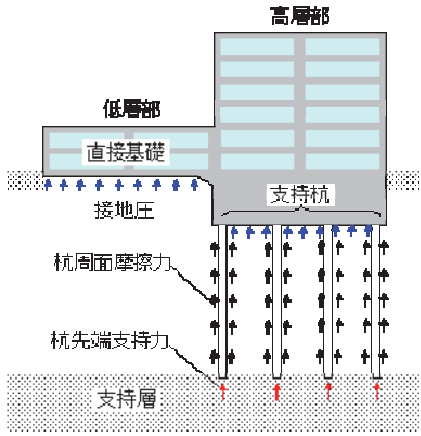 高層部
低層部
直接基礎
支持杭
接地圧
杭周面摩擦力
杭先端支持力
支持層